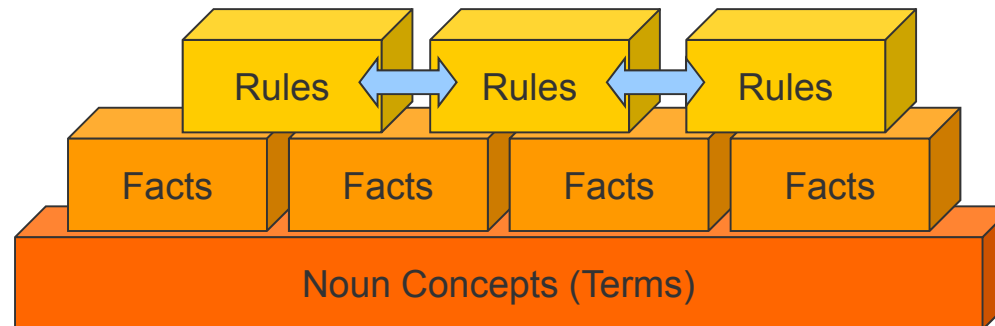 Rules Rules Rules
Facts Facts Facts Facts
Noun Concepts (Terms)